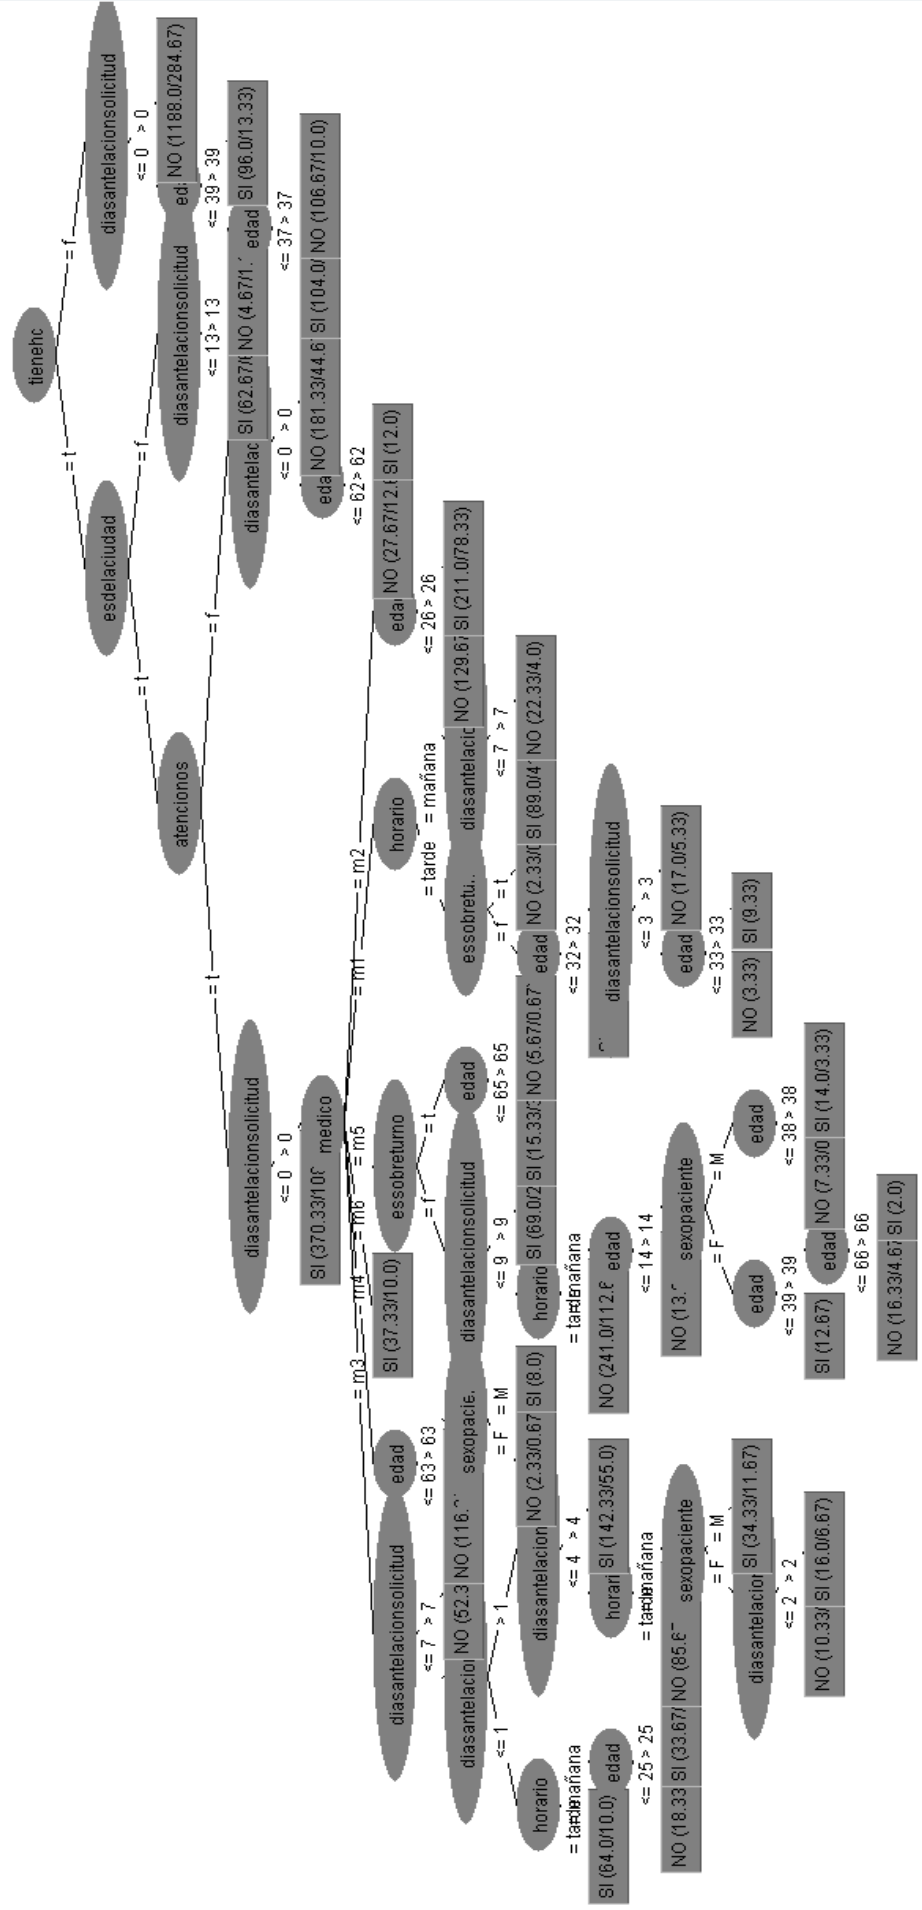 tienehc
= t
= f
esdelaciudad
diasantelacionsolicitud
= t
= f
<= 0
> 0
atencionos
diasantelacionsolicitud
NO (1188.0/284.67)
= t
= f
<= 13
> 13
<= 39
> 39
diasantelacionsolicitud
diasantelac
SI (62.67/
NO (4.67/1.
edad
SI (96.0/13.33)
<= 0
> 0
<= 0
> 0
<= 37
> 37
SI (370.33/10
medico
eda
NO (181.33/44.6
SI (104.0/
NO (106.67/10.0)
= m3
= m4
= m6
= m5
= m1
= m2
<= 62
> 62
diasantelacionsolicitud
edad
SI (37.33/10.0)
essobreturno
horario
eda
NO (27.67/12.
SI (12.0)
<= 7
> 7
<= 63
> 63
= f
= t
= tarde
= mañana
<= 26
> 26
diasantelacio
NO (52.3
NO (116.
sexopacie.
diasantelacionsolicitud
edad
essobretu..
diasantelacic
NO (129.67
SI (211.0/78.33)
<= 1
> 1
= F
= M
<= 9
> 9
<= 65
> 65
= f
= t
<= 7
> 7
horario
diasantelacion
NO (2.33/0.67
SI (8.0)
horario
SI (69.0/2
SI (15.33/
NO (5.67/0.67
edad
NO (2.33/
SI (89.0/4
NO (22.33/4.0)
= tarde
= mañana
<= 4
> 4
= tarde
= mañana
<= 32
> 32
SI (64.0/10.0)
edad
horari
SI (142.33/55.0)
NO (241.0/112.
edad
diasantelacionsolicitud
<= 25
> 25
= tarde
= mañana
<= 14
> 14
<= 3
> 3
NO (18.33
SI (33.67/
NO (85.6
sexopaciente
NO (13.
sexopaciente
edad
NO (17.0/5.33)
= F
= M
= F
= M
<= 33
> 33
diasantelacior
SI (34.33/11.67)
edad
edad
NO (3.33)
SI (9.33)
<= 2
> 2
<= 39
> 39
<= 38
> 38
NO (10.33/
SI (16.0/6.67)
SI (12.67)
edad
NO (7.33/0
SI (14.0/3.33)
<= 66
> 66
NO (16.33/4.67
SI (2.0)